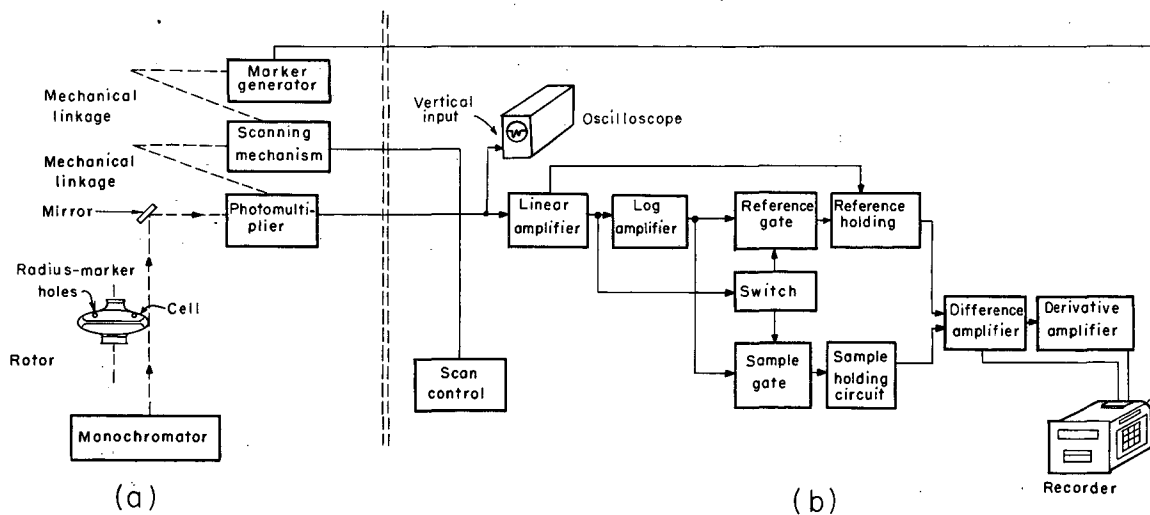 Marker
generator
Mechanical
linkage
Scanning
mechanism
Mechanical
linkage
Mirror
Photomulti-
plier
Radius-marker
holes
Cell
Rotor
Monochromator
(a)
Vertical
input
Oscilloscope
Linear
amplifier
Log
amplifier
Reference
gate
Reference
holding
Switch
Scan
control
Sample
gate
Sample
holding
circuit
Difference
amplifier
Derivative
amplifier
Recorder
(b)